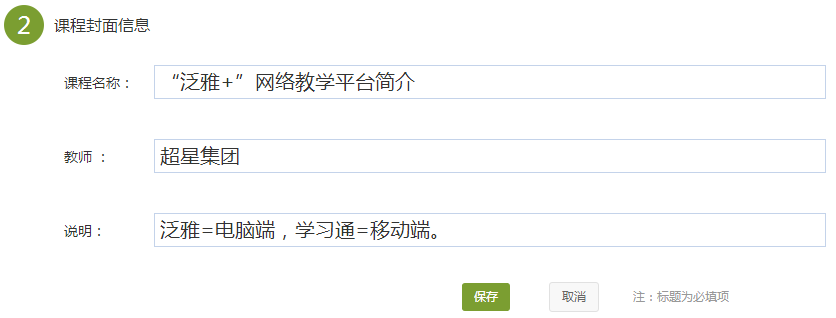 2 课程封面信息
课程名称： “泛雅+”网络教学平台简介
教师 ： 超星集团
说明： 泛雅=电脑端，学习通=移动端。
保存 取消 注：标题为必填项